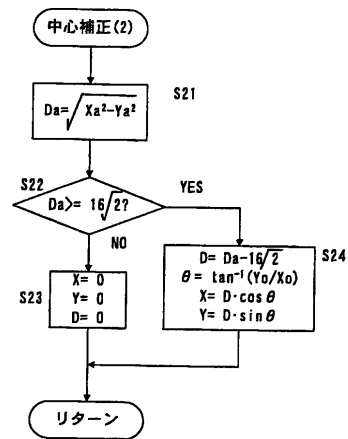 中心補正(2)
S21
Da=√Xa²-Ya²
S22
Da>= 16√2?
YES
NO
S24
D= Da-16√2
θ= tan⁻¹(Yo/Xo)
X= D·cosθ
Y= D·sinθ
S23
X= 0
Y= 0
D= 0
リターン